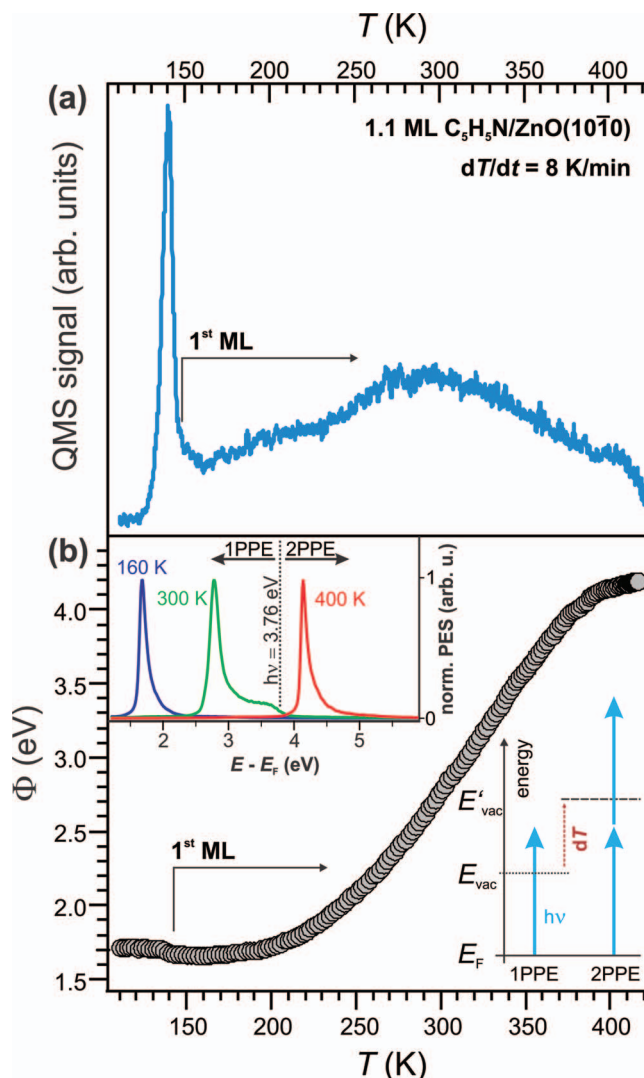 T (K)
150 200 250 300 350 400
(a)
1.1 ML C₅H₅N/ZnO(101̄0)
dT/dt = 8 K/min
QMS signal (arb. units)
1ˢᵗ ML
(b)
1PPE 2PPE
160 K
300 K
400 K
hν = 3.76 eV
1
0
norm. PES (arb. u.)
2 3 4 5
E - E_F (eV)
4.0
3.5
3.0
2.5
2.0
1.5
Φ (eV)
1ˢᵗ ML
energy
E'vac
Evac
E_F
dT
hν
1PPE 2PPE
150 200 250 300 350 400
T (K)